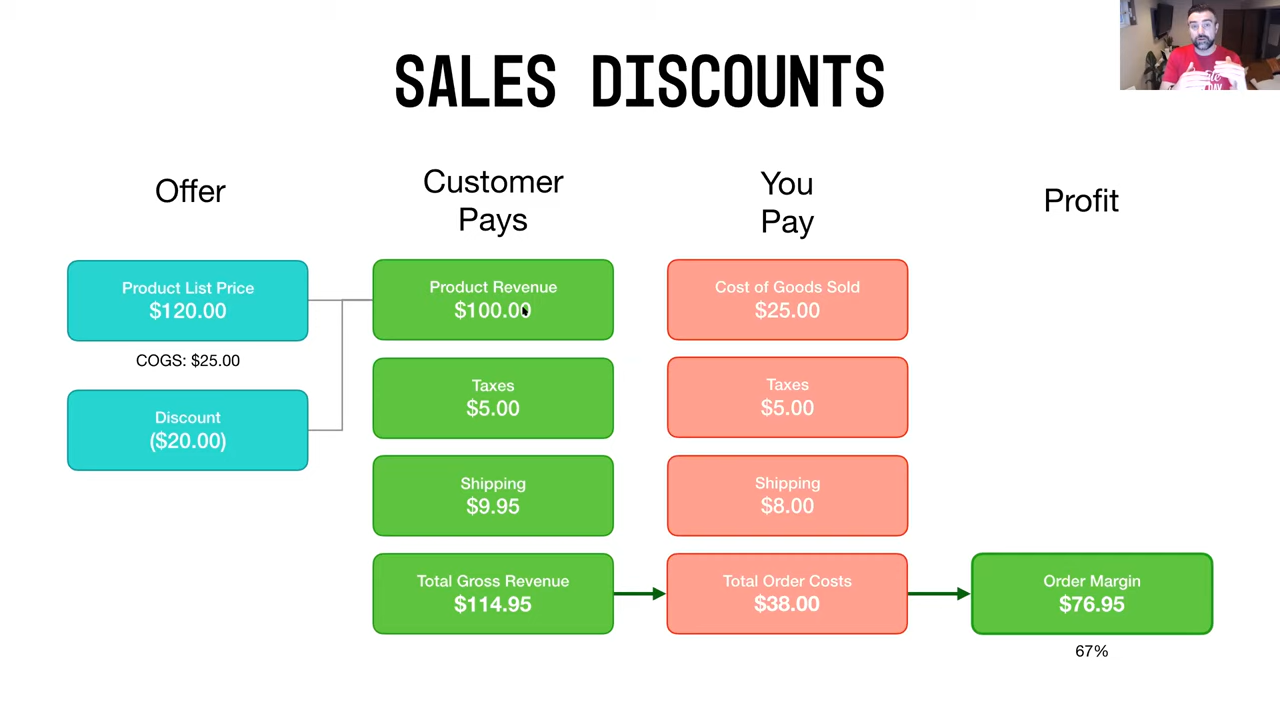 SALES DISCOUNTS
Offer
Product List Price
$120.00
COGS: $25.00
Discount
($20.00)
Customer
Pays
Product Revenue
$100.00
Taxes
$5.00
Shipping
$9.95
Total Gross Revenue
$114.95
You
Pay
Cost of Goods Sold
$25.00
Taxes
$5.00
Shipping
$8.00
Total Order Costs
$38.00
Profit
Order Margin
$76.95
67%